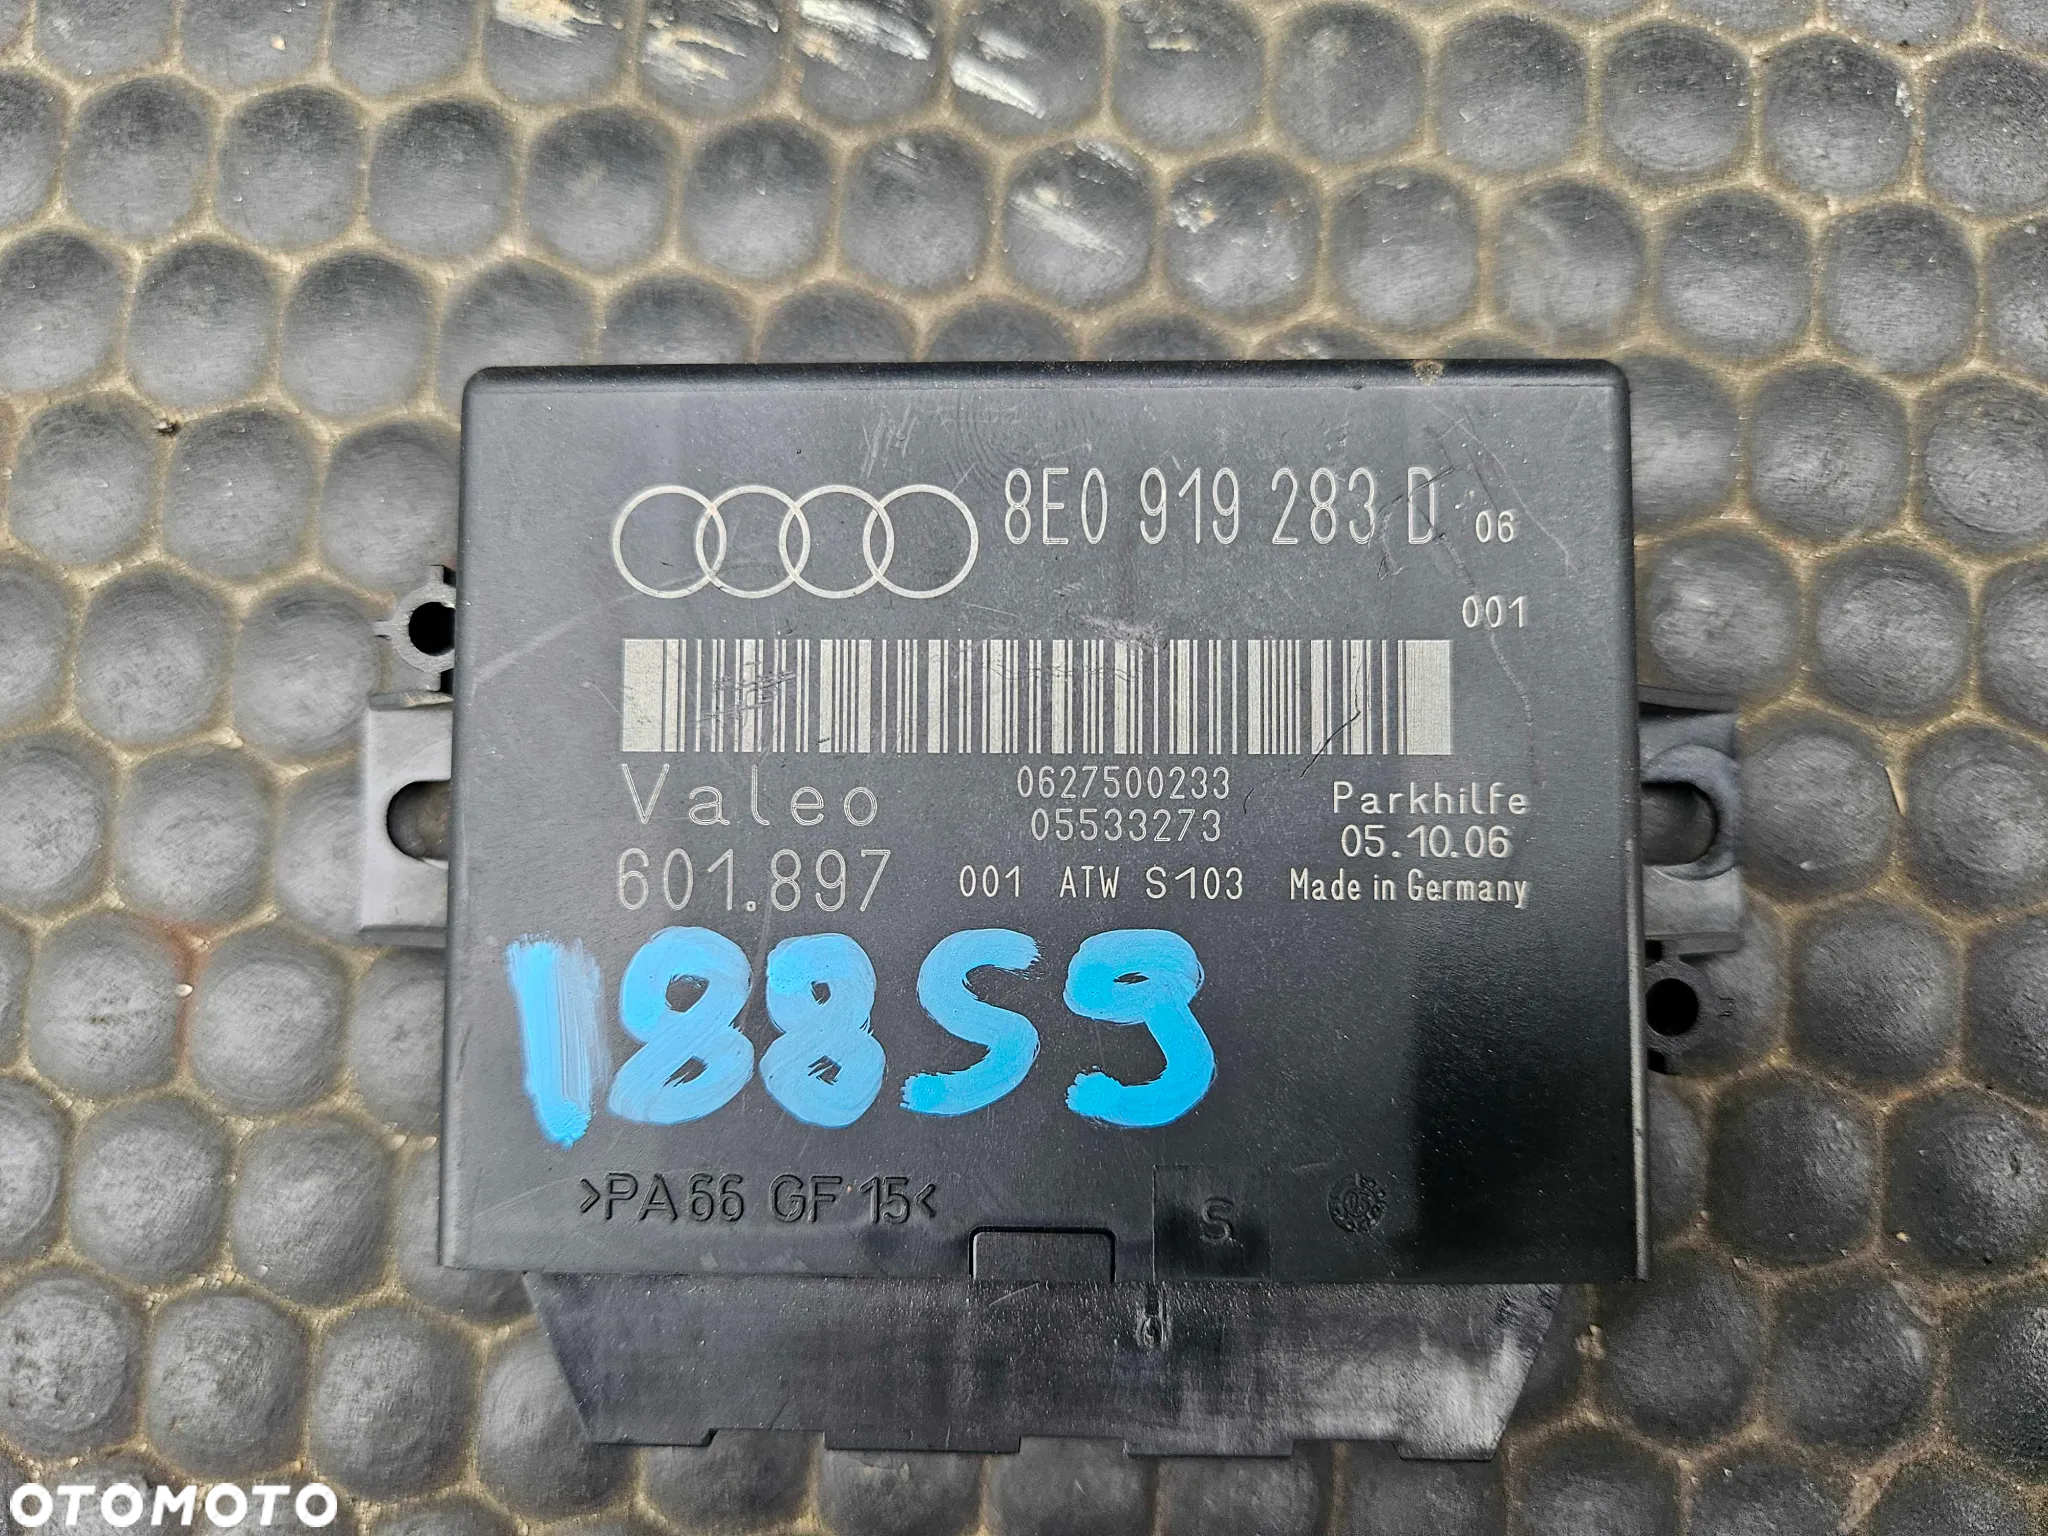 8E0 919 283 D 06
001
Valeo
0627500233
05533273
Parkhilfe
05.10.06
601.897
001 ATW S103
Made in Germany
18859
>PA66 GF 15<
S
OTOMOTO